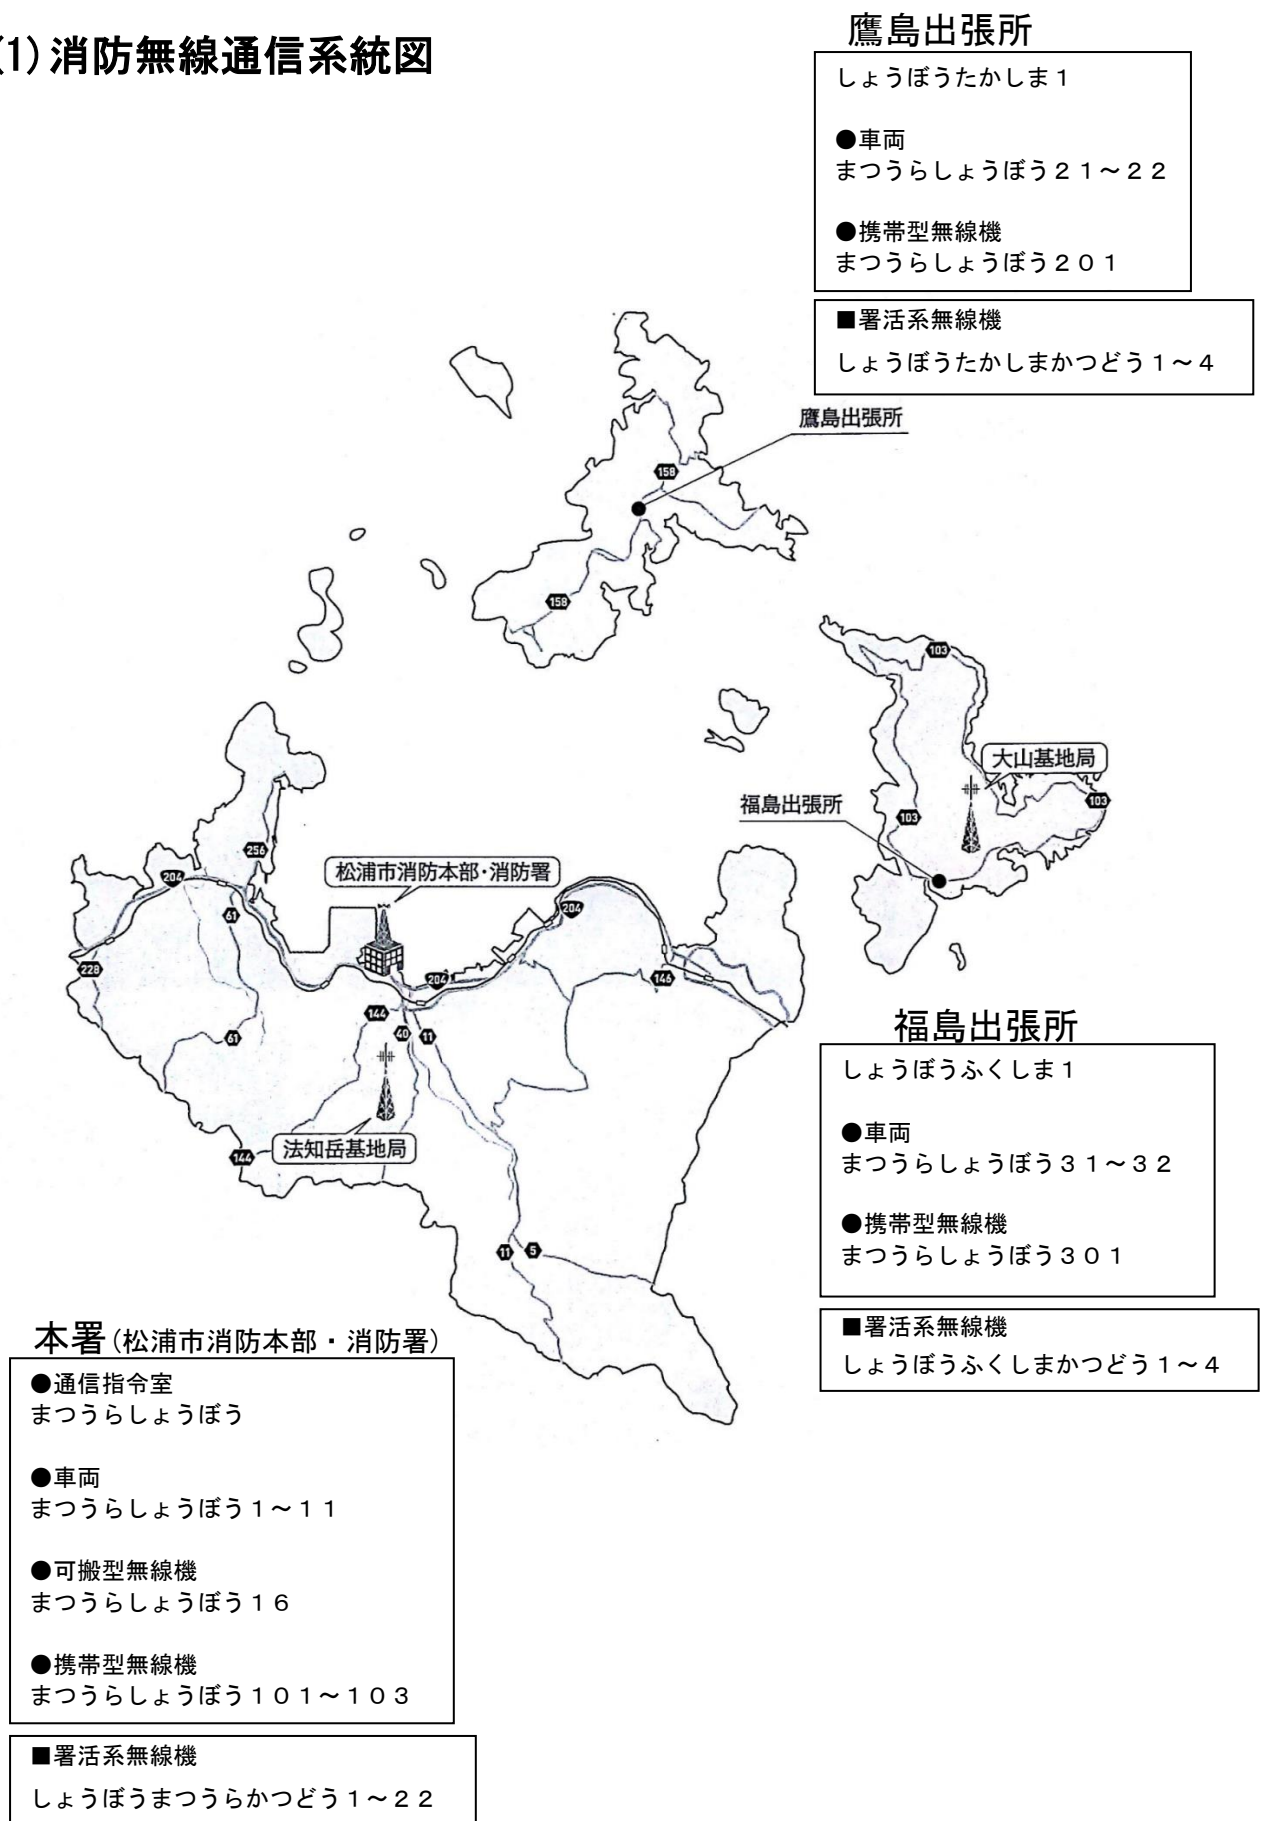 (1)消防無線通信系統図
鷹島出張所
しょうぼうたかしま１
●車両
まつうらしょうぼう２１～２２
●携帯型無線機
まつうらしょうぼう２０１
■署活系無線機
しょうぼうたかしまかつどう１～４
鷹島出張所
158
158
103
大山基地局
福島出張所
103
103
256
松浦市消防本部・消防署
204
204
61
228
204
146
144
40
11
61
法知岳基地局
144
11
5
福島出張所
しょうぼうふくしま１
●車両
まつうらしょうぼう３１～３２
●携帯型無線機
まつうらしょうぼう３０１
■署活系無線機
しょうぼうふくしまかつどう１～４
本署(松浦市消防本部・消防署)
●通信指令室
まつうらしょうぼう
●車両
まつうらしょうぼう１～１１
●可搬型無線機
まつうらしょうぼう１６
●携帯型無線機
まつうらしょうぼう１０１～１０３
■署活系無線機
しょうぼうまつうらかつどう１～２２